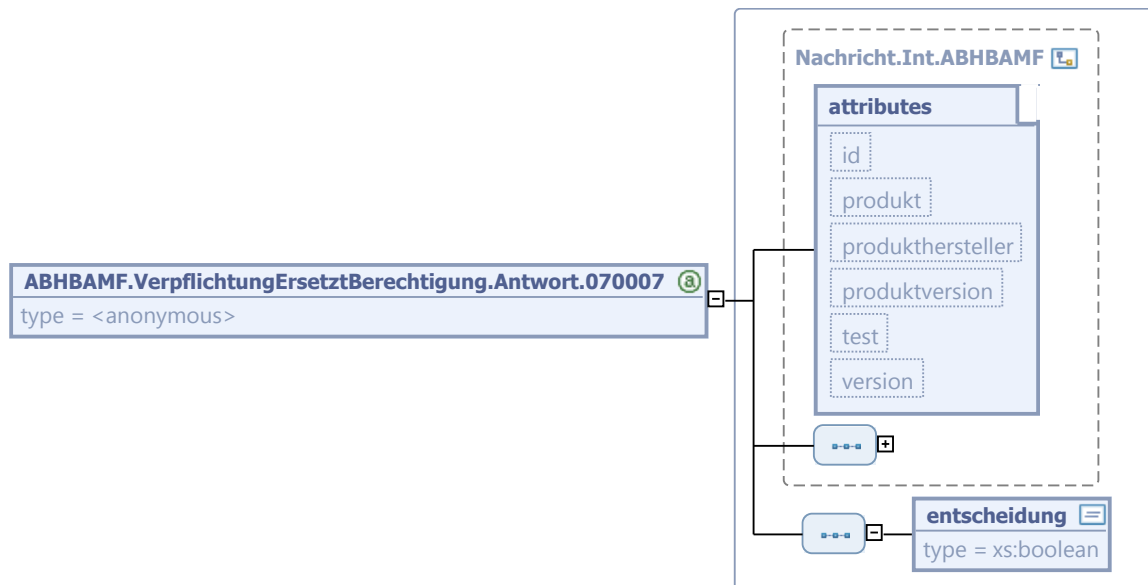 Nachricht.Int.ABHBAMF
attributes
id
produkt
produkthersteller
produktversion
test
version
ABHBAMF.VerpflichtungErsetztBerechtigung.Antwort.070007 a
type = <anonymous>
entscheidung
type = xs:boolean